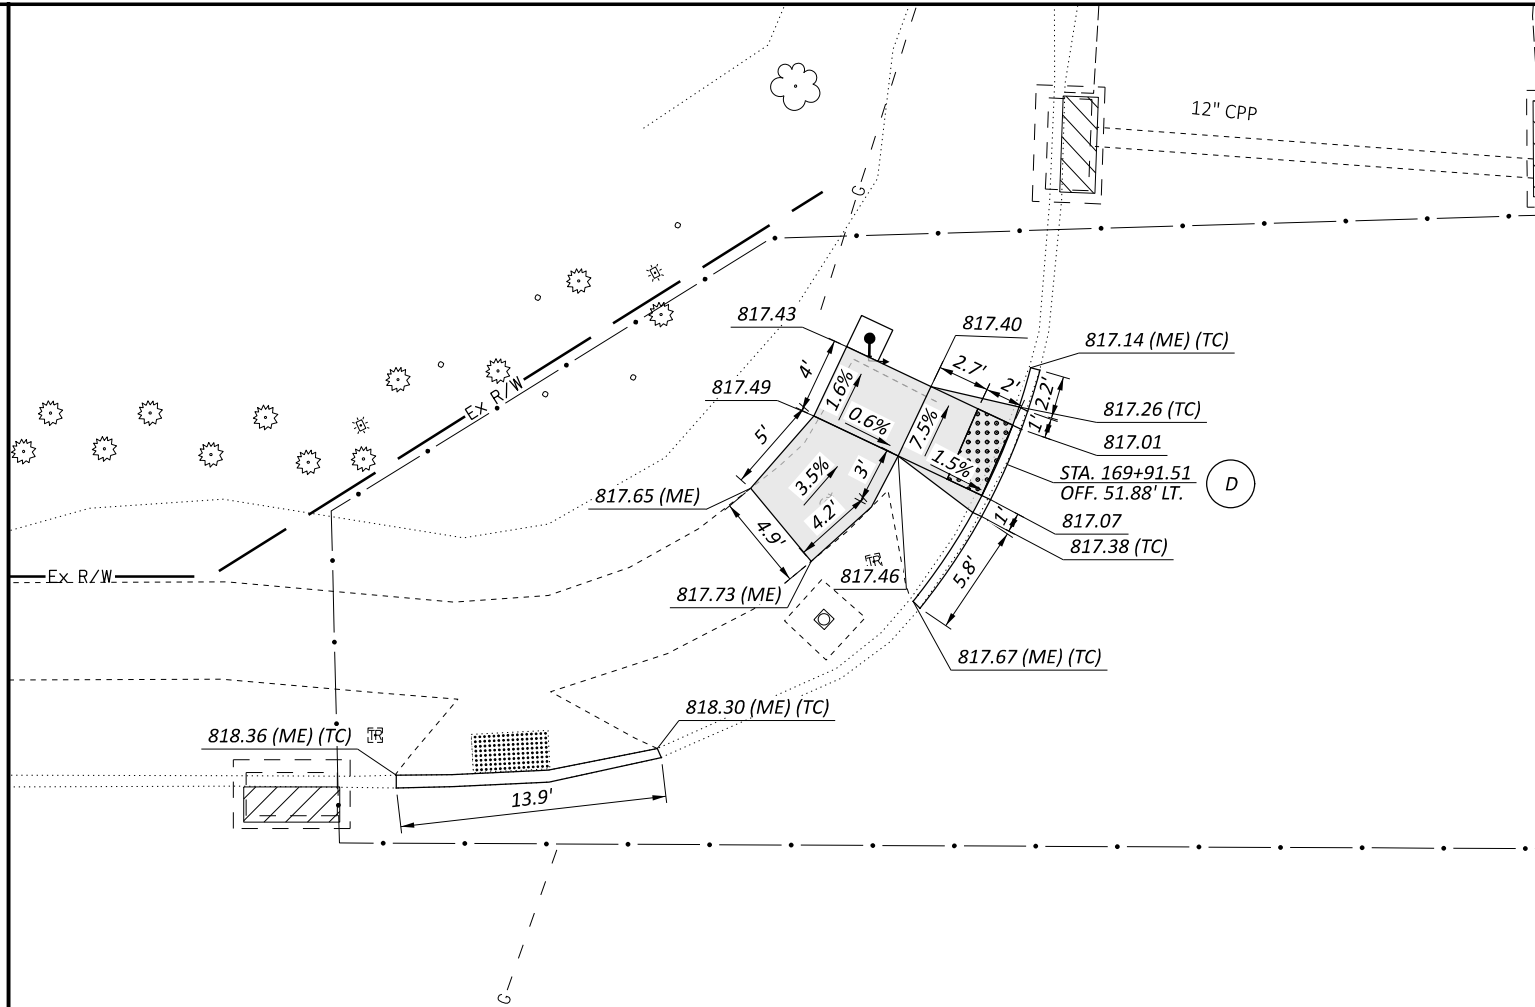 12" CPP
G
817.43
817.40
817.14 (ME) (TC)
2.7'
2'
2.2'
4'
1.6%
817.49
Ex R/W
817.26 (TC)
0.6%
7.5%
1'
5'
817.01
1.5%
3'
3.5%
STA. 169+91.51
OFF. 51.88' LT.
D
817.65 (ME)
4.2'
4.9'
1'
817.07
817.38 (TC)
TR
817.46
5.8'
Ex R/W
817.73 (ME)
817.67 (ME) (TC)
818.30 (ME) (TC)
818.36 (ME) (TC)
TR
13.9'
G